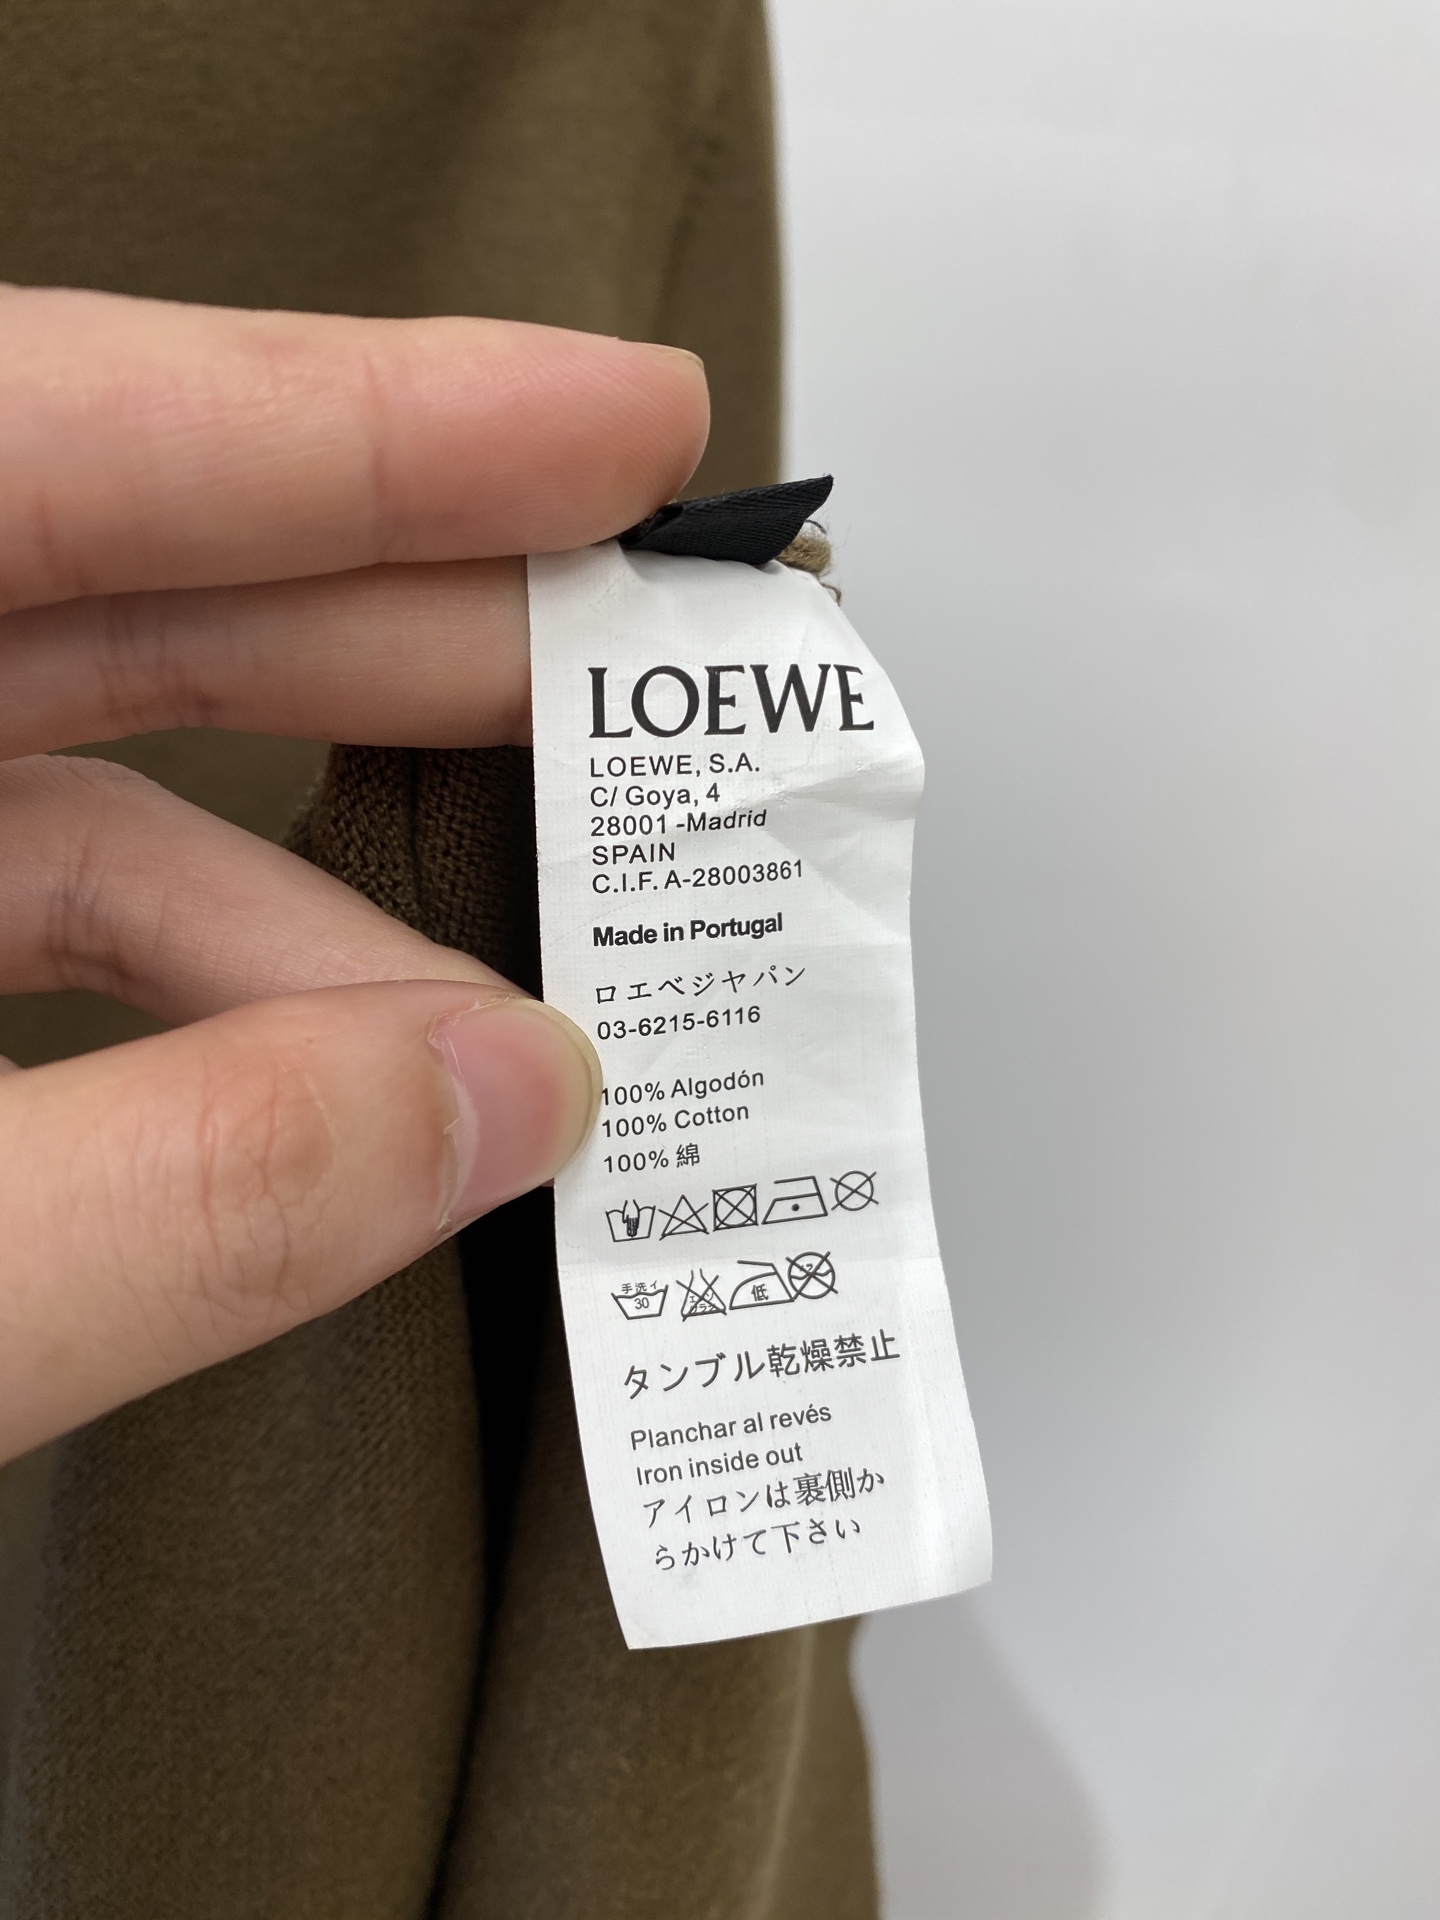 LOEWE
LOEWE, S.A.
C/ Goya, 4
28001 -Madrid
SPAIN
C.I.F. A-28003861
Made in Portugal
ロエベジヤパン
03-6215-6116
100% Algodón
100% Cotton
100% 綿
手洗イ
30
低
タンブル乾燥禁止
Planchar al revés
Iron inside out
アイロンは裏側か
らかけて下さい